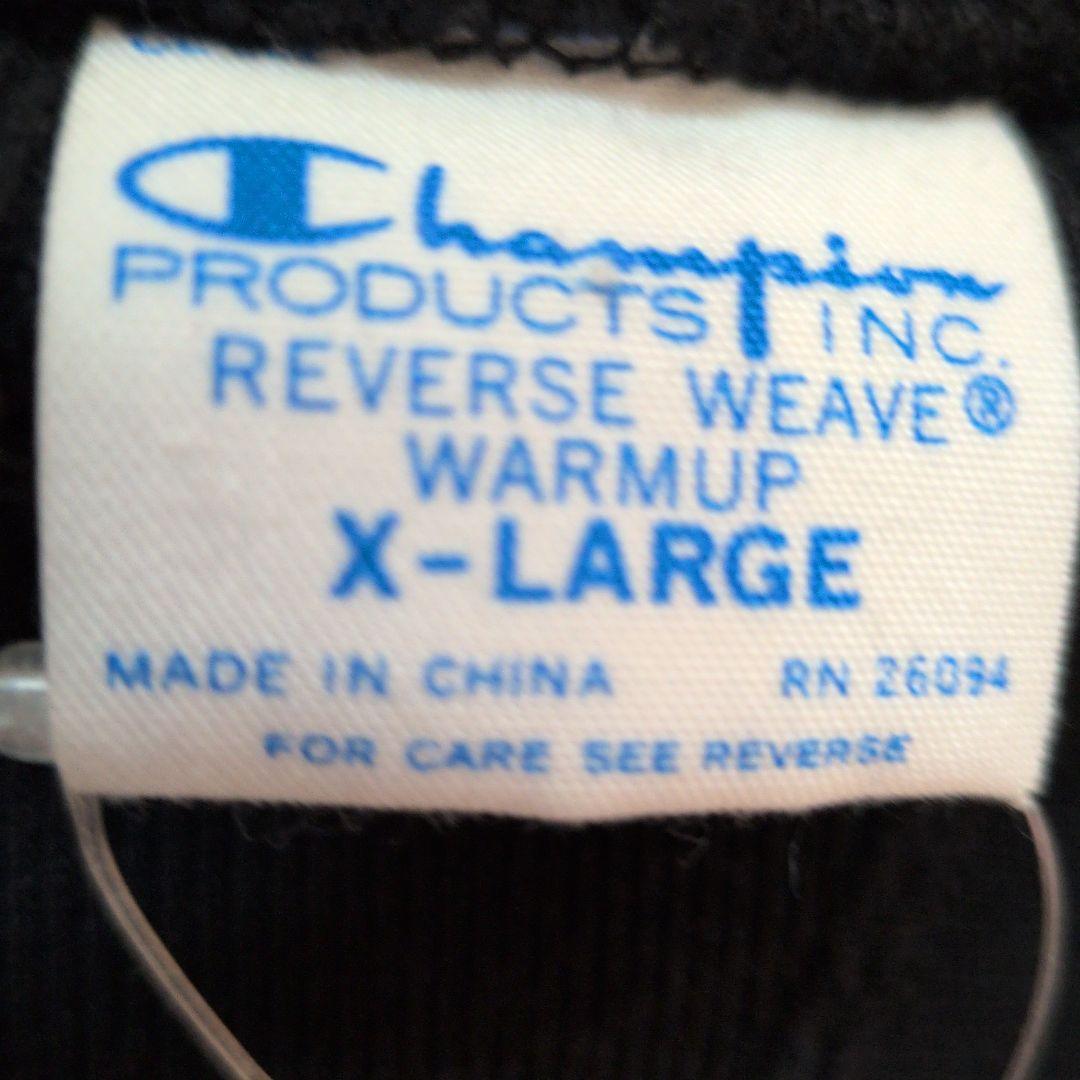 Champion
PRODUCTS INC.
REVERSE WEAVE®
WARMUP
X-LARGE
MADE IN CHINA RN 26094
FOR CARE SEE REVERSE